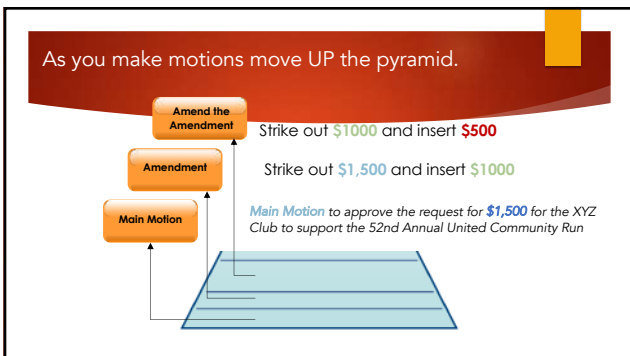 As you make motions move UP the pyramid.
Amend the
Amendment
Strike out $1000 and insert $500
Amendment
Strike out $1,500 and insert $1000
Main Motion
Main Motion to approve the request for $1,500 for the XYZ
Club to support the 52nd Annual United Community Run